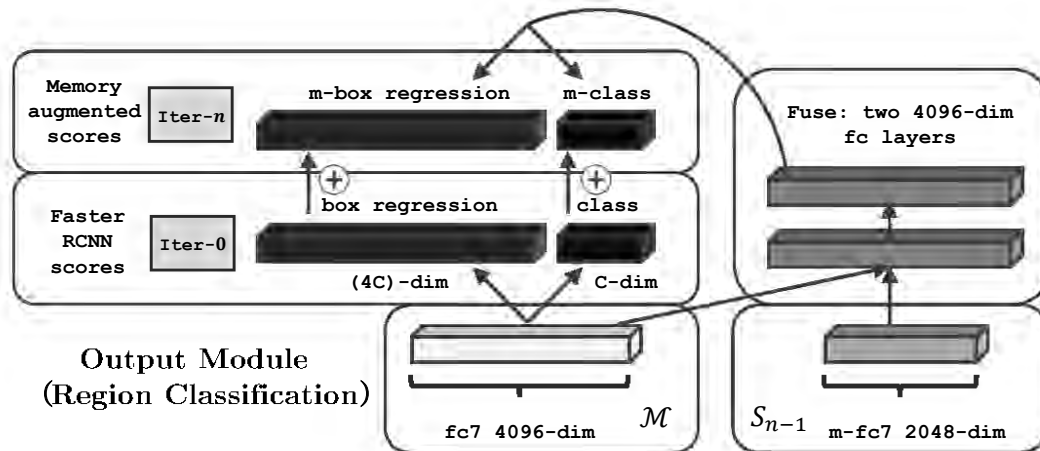 Memory
augmented
scores
Iter-n
m-box regression
m-class
Fuse: two 4096-dim
fc layers
+
+
Faster
RCNN
scores
Iter-0
box regression
class
(4C)-dim
C-dim
Output Module
(Region Classification)
fc7 4096-dim
ℳ
Sₙ₋₁
m-fc7 2048-dim